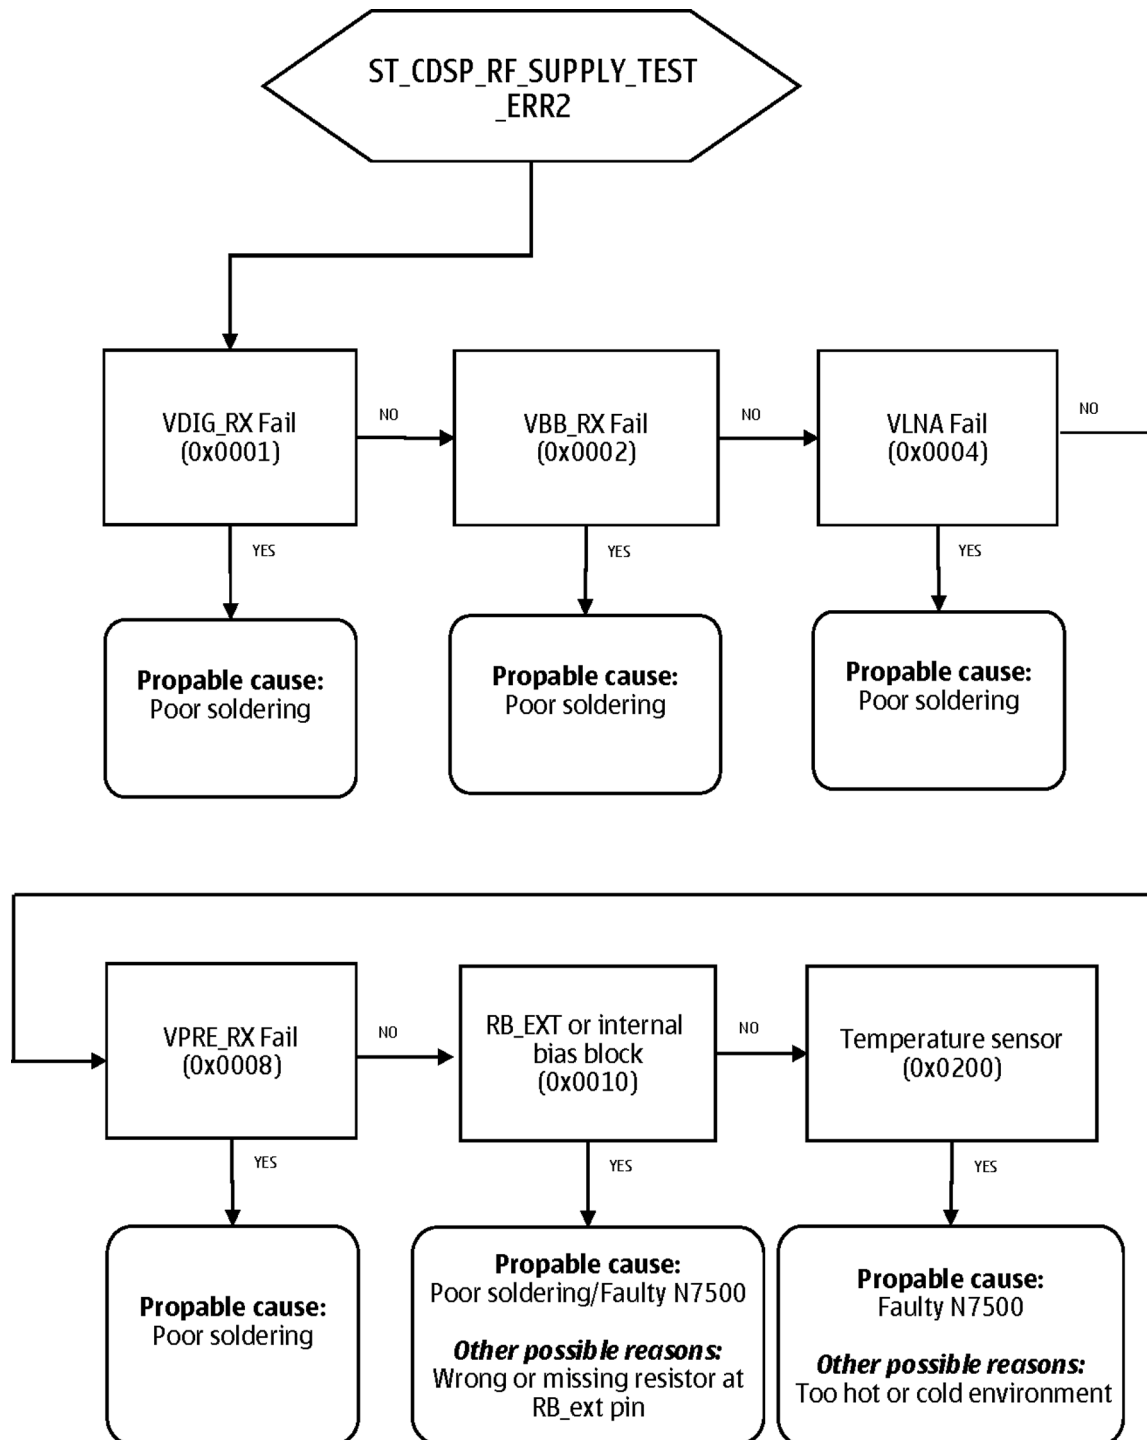 ST_CDSP_RF_SUPPLY_TEST
_ERR2
VDIG_RX Fail
(0x0001)
NO
VBB_RX Fail
(0x0002)
NO
VLNA Fail
(0x0004)
NO
YES
YES
YES
Propable cause:
Poor soldering
Propable cause:
Poor soldering
Propable cause:
Poor soldering
VPRE_RX Fail
(0x0008)
NO
RB_EXT or internal
bias block
(0x0010)
NO
Temperature sensor
(0x0200)
YES
YES
YES
Propable cause:
Poor soldering
Propable cause:
Poor soldering/Faulty N7500
Other possible reasons:
Wrong or missing resistor at
RB_ext pin
Propable cause:
Faulty N7500
Other possible reasons:
Too hot or cold environment